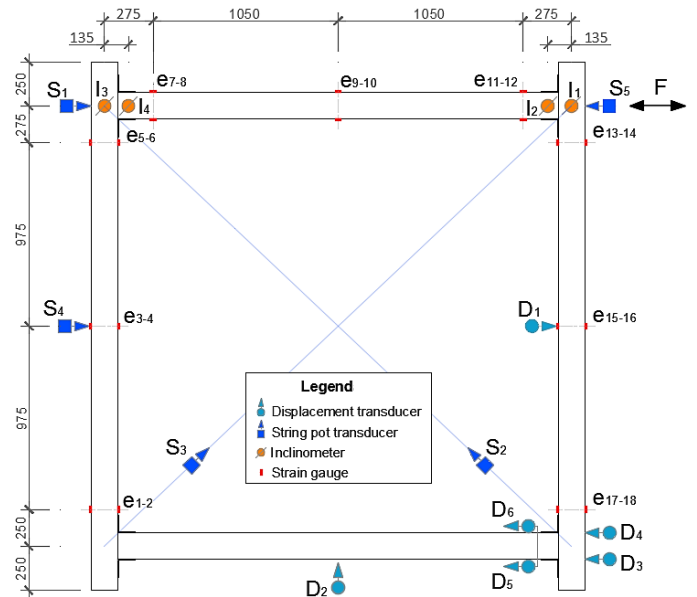 275 1050 1050 275
135 135
250 S1 I3 I4 e7-8 e9-10 e11-12 I2 I1 S5 F
275 e5-6 e13-14
975
S4 e3-4 D1 e15-16
Legend
Displacement transducer
String pot transducer
Inclinometer
Strain gauge
975
S3 S2
e1-2 e17-18
250 D6 D4
250 D5 D3
D2